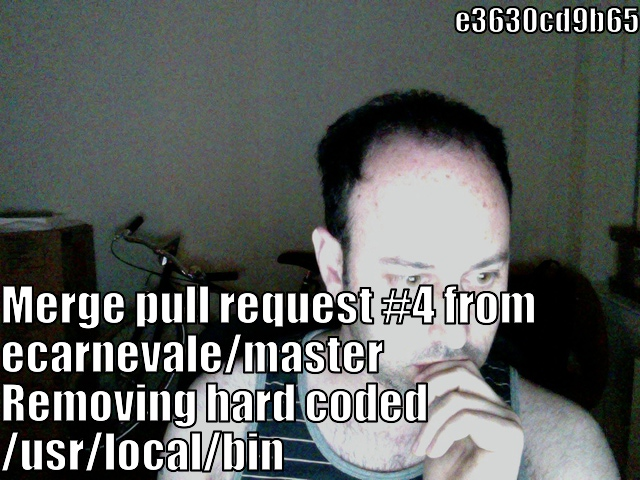 e3630cd9b65
Merge pull request #4 from
ecarnevale/master
Removing hard coded
/usr/local/bin